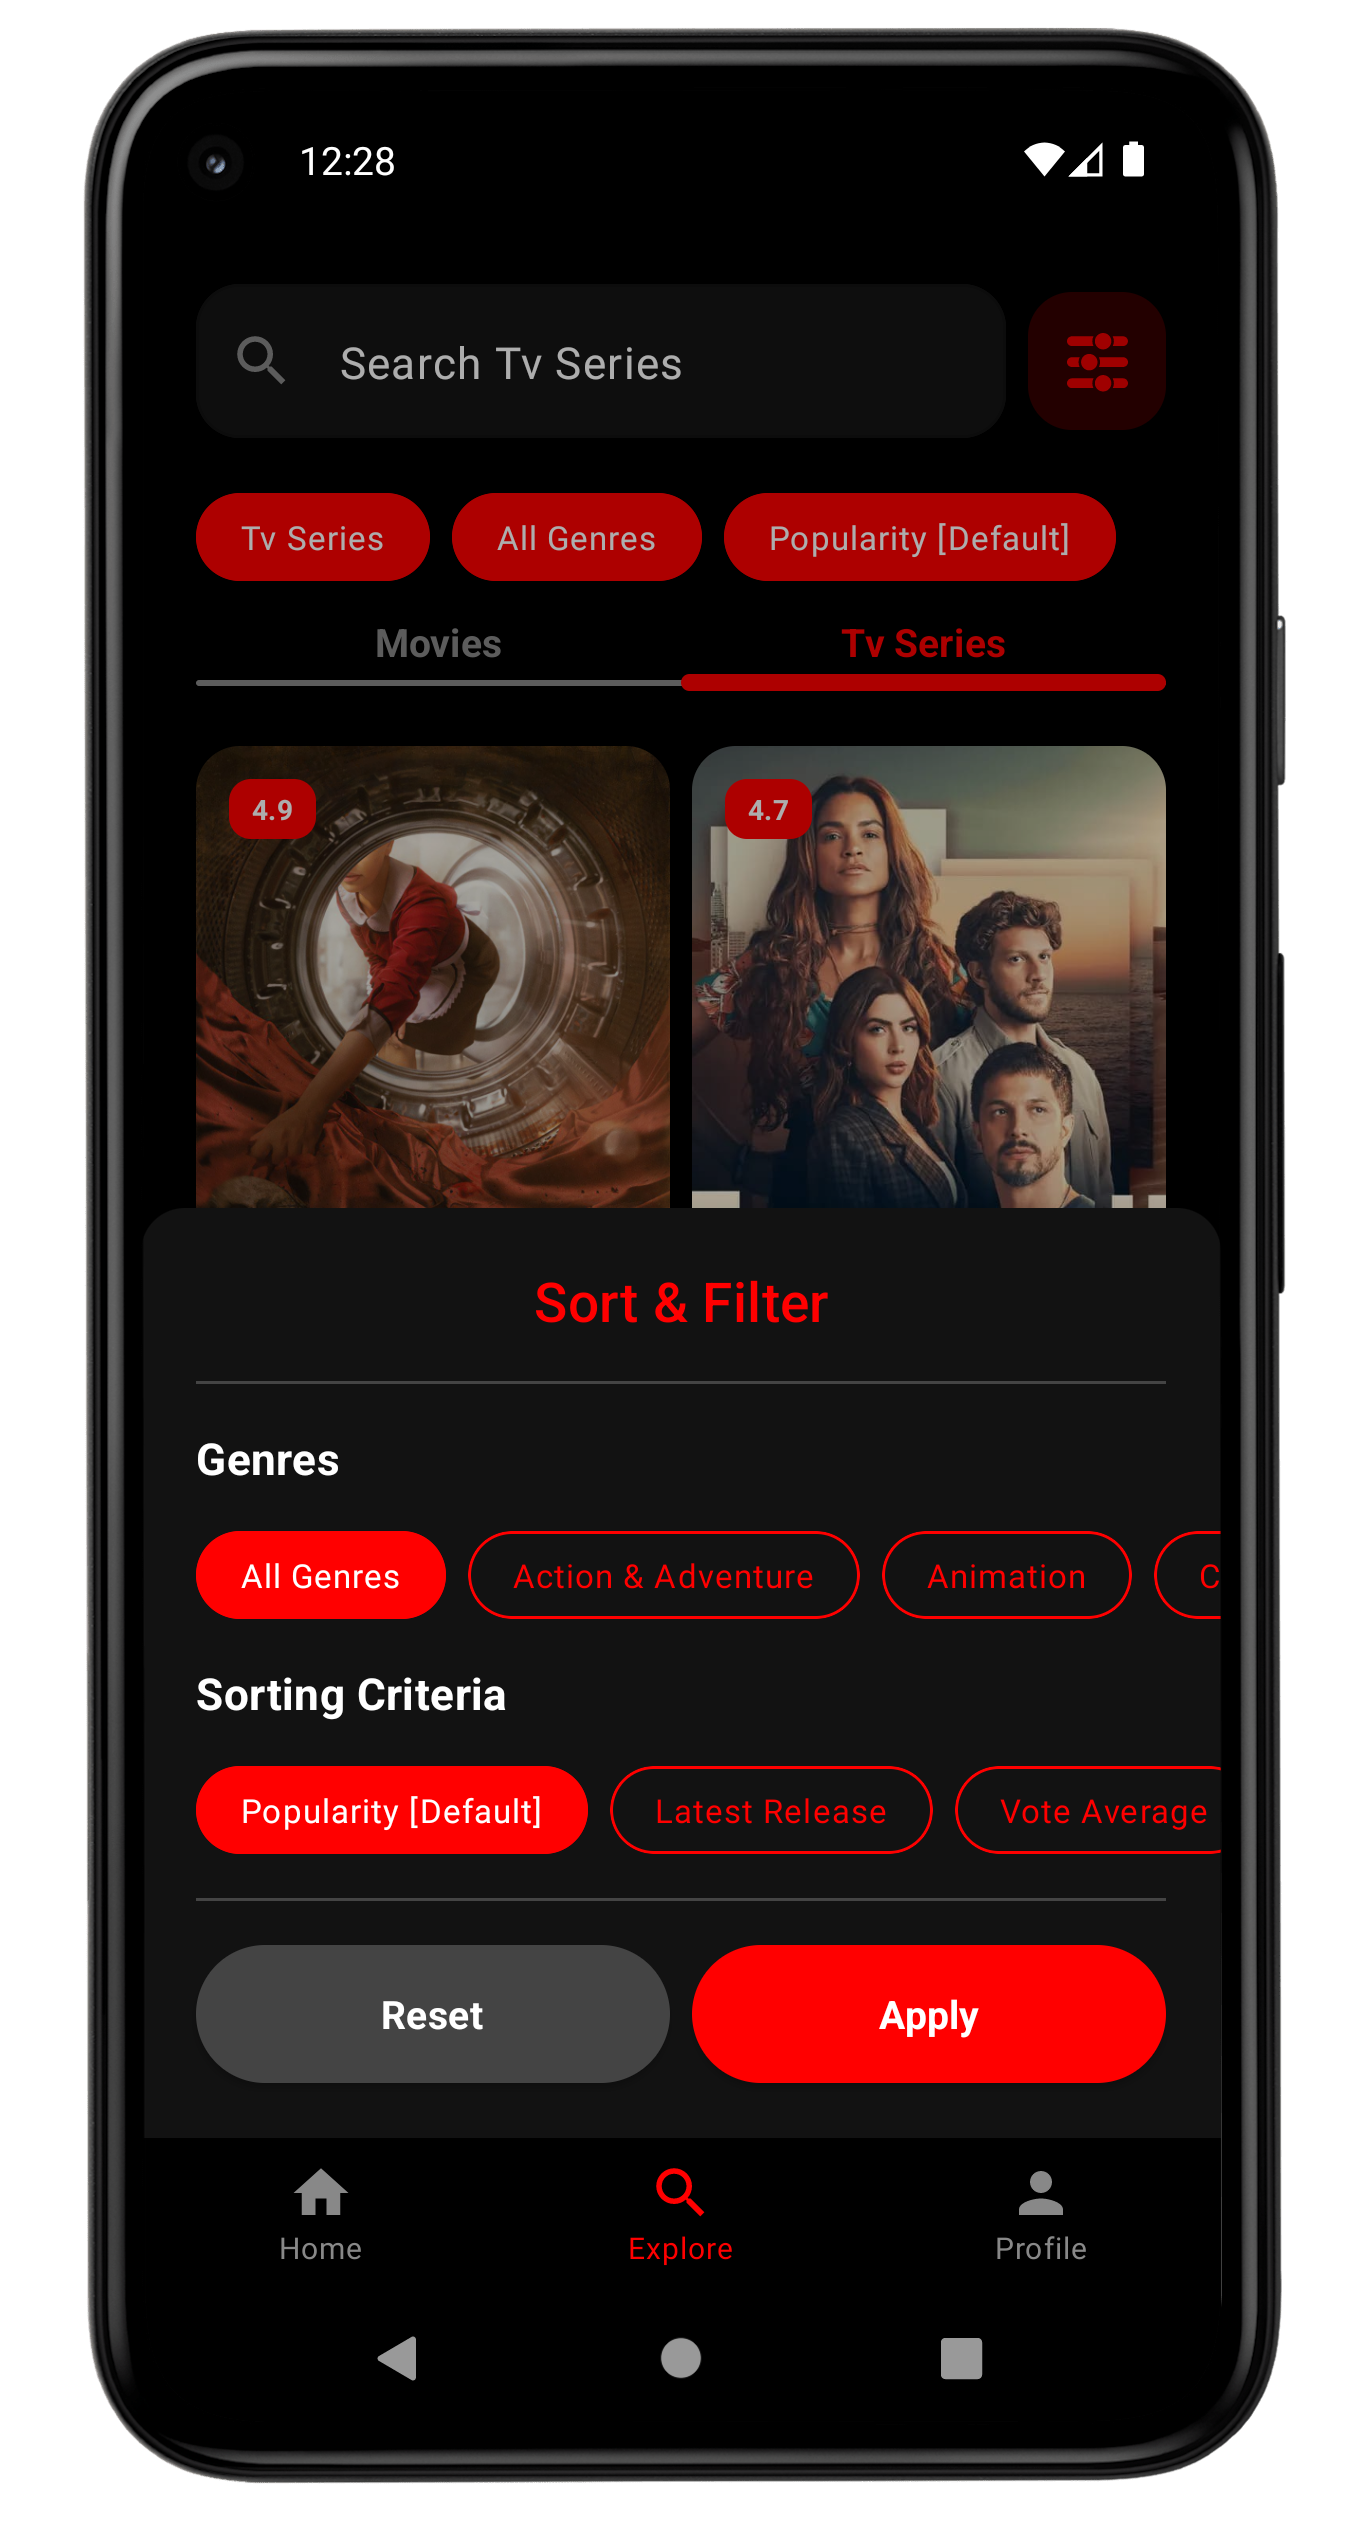 12:28
Search Tv Series
Tv Series All Genres Popularity [Default]
Movies Tv Series
4.9 4.7
Sort & Filter
Genres
All Genres Action & Adventure Animation C
Sorting Criteria
Popularity [Default] Latest Release Vote Average
Reset Apply
Home Explore Profile